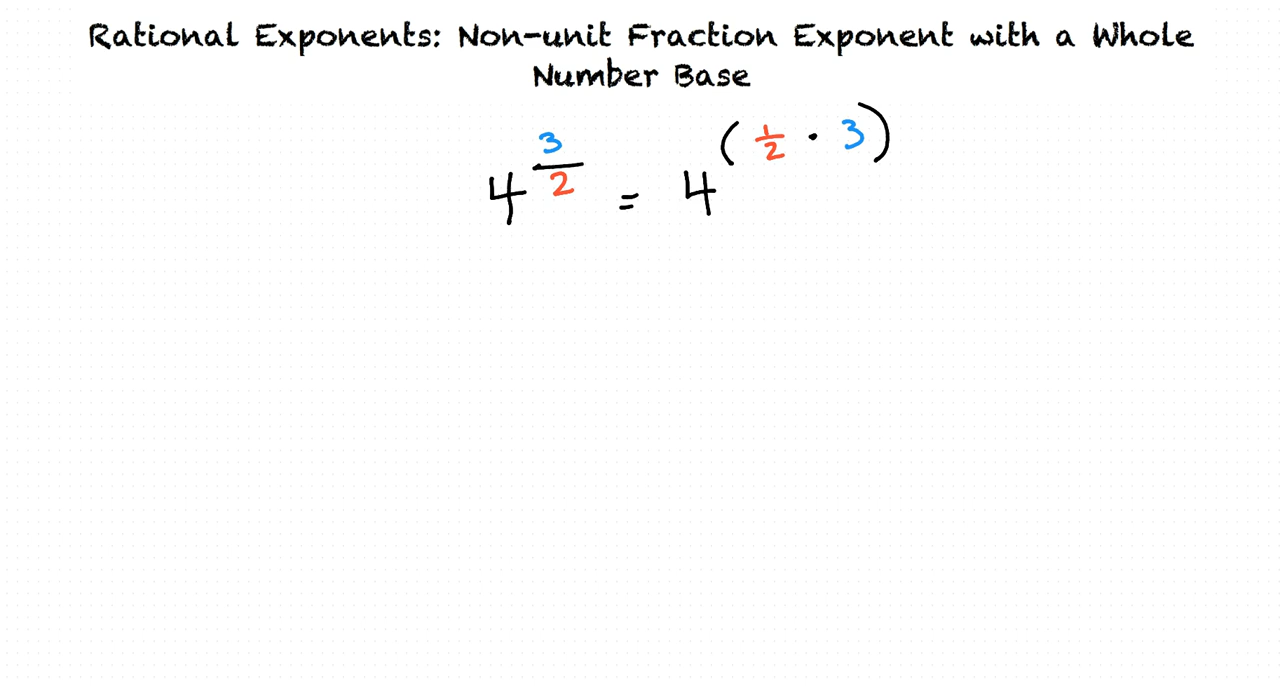 Rational Exponents: Non-unit Fraction Exponent with a Whole
Number Base
4^(3/2) = 4^(1/2 · 3)